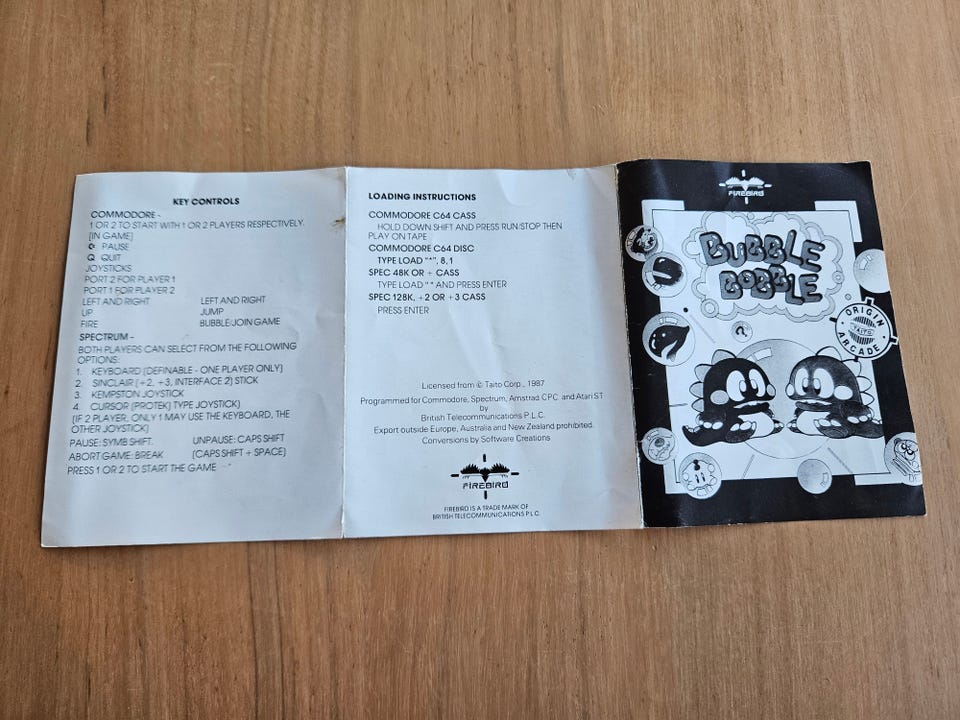 KEY CONTROLS
COMMODORE -
1 OR 2 TO START WITH 1 OR 2 PLAYERS RESPECTIVELY.
(IN GAME)
C= PAUSE
Q QUIT
JOYSTICKS
PORT 2 FOR PLAYER 1
PORT 1 FOR PLAYER 2
LEFT AND RIGHT LEFT AND RIGHT
UP JUMP
FIRE BUBBLE/JOIN GAME
SPECTRUM -
BOTH PLAYERS CAN SELECT FROM THE FOLLOWING
OPTIONS:
1. KEYBOARD (DEFINABLE - ONE PLAYER ONLY)
2. SINCLAIR (+2, +3, INTERFACE 2) STICK
3. KEMPSTON JOYSTICK
4. CURSOR (PROTEK) TYPE JOYSTICK)
(IF 2 PLAYER, ONLY 1 MAY USE THE KEYBOARD, THE
OTHER JOYSTICK)
PAUSE: SYMB SHIFT. UNPAUSE: CAPS SHIFT
ABORT GAME: BREAK (CAPS SHIFT + SPACE)
PRESS 1 OR 2 TO START THE GAME
LOADING INSTRUCTIONS
COMMODORE C64 CASS
HOLD DOWN SHIFT AND PRESS RUN/STOP THEN
PLAY ON TAPE
COMMODORE C64 DISC
TYPE LOAD "*", 8, 1
SPEC 48K OR + CASS
TYPE LOAD " " AND PRESS ENTER
SPEC 128K, +2 OR +3 CASS
PRESS ENTER
Licensed from © Taito Corp., 1987
Programmed for Commodore, Spectrum, Amstrad CPC and Atari ST
by
British Telecommunications P.L.C.
Export outside Europe, Australia and New Zealand prohibited.
Conversions by Software Creations
FIREBIRD
FIREBIRD IS A TRADE MARK OF
BRITISH TELECOMMUNICATIONS P.L.C.
FIREBIRD
BUBBLE
BOBBLE
ORIGIN
TAITO
ARCADE